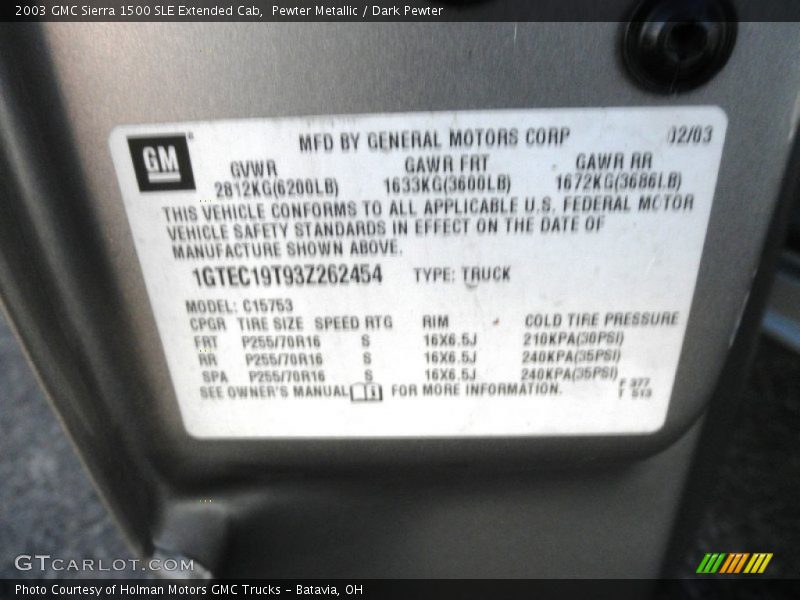 2003 GMC Sierra 1500 SLE Extended Cab,  Pewter Metallic / Dark Pewter
GM
MFD BY GENERAL MOTORS CORP 02/03
GVWR GAWR FRT GAWR RR
2812KG(6200LB) 1633KG(3600LB) 1672KG(3686LB)
THIS VEHICLE CONFORMS TO ALL APPLICABLE U.S. FEDERAL MOTOR
VEHICLE SAFETY STANDARDS IN EFFECT ON THE DATE OF
MANUFACTURE SHOWN ABOVE.
1GTEC19T93Z262454 TYPE: TRUCK
MODEL: C15753
CPGR TIRE SIZE SPEED RTG RIM COLD TIRE PRESSURE
FRT P255/70R16 S 16X6.5J 210KPA(30PSI)
RR P255/70R16 S 16X6.5J 240KPA(35PSI)
SPA P255/70R16 S 16X6.5J 240KPA(35PSI)
SEE OWNER'S MANUAL FOR MORE INFORMATION.
F 377
T 513
GTCARLOT.COM
Photo Courtesy of Holman Motors GMC Trucks - Batavia, OH